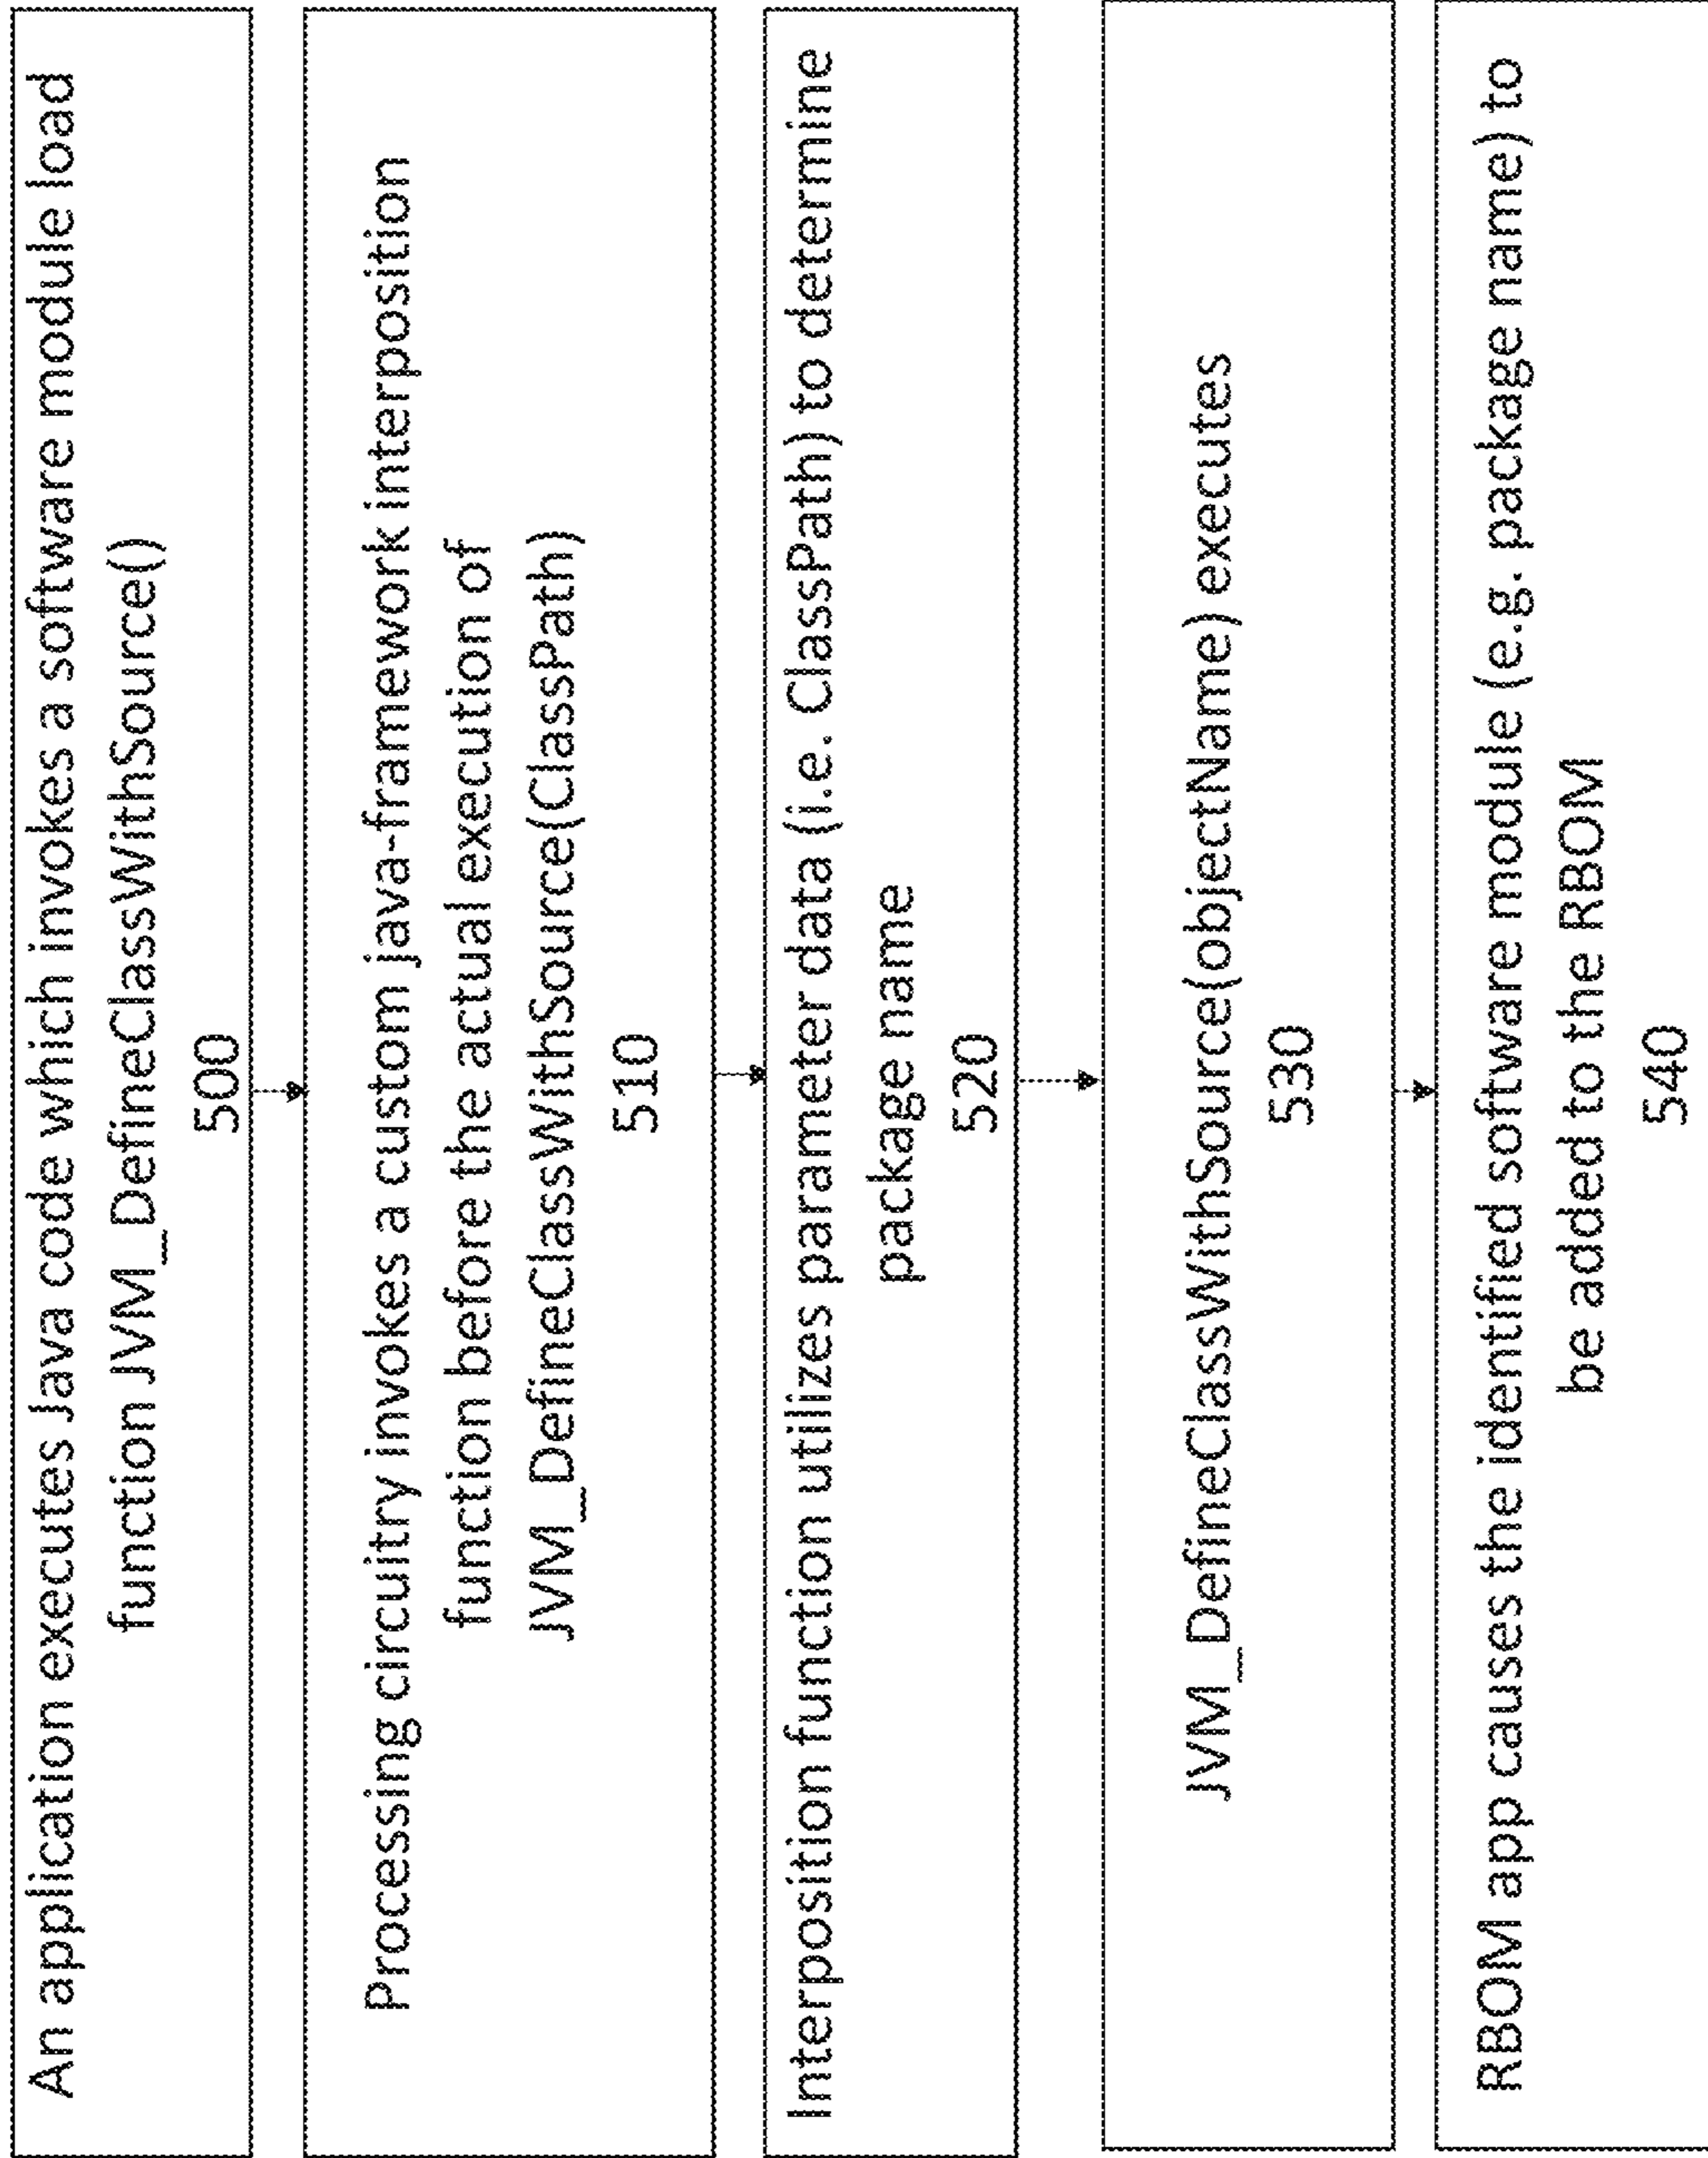 An application executes Java code which invokes a software module load
function JVM_DefineClassWithSource()
500
Processing circuitry invokes a custom java-framework interposition
function before the actual execution of
JVM_DefineClassWithSource(ClassPath)
510
Interposition function utilizes parameter data (i.e. ClassPath) to determine
package name
520
JVM_DefineClassWithSource(objectName) executes
530
RBOM app causes the identified software module (e.g. package name) to
be added to the RBOM
540